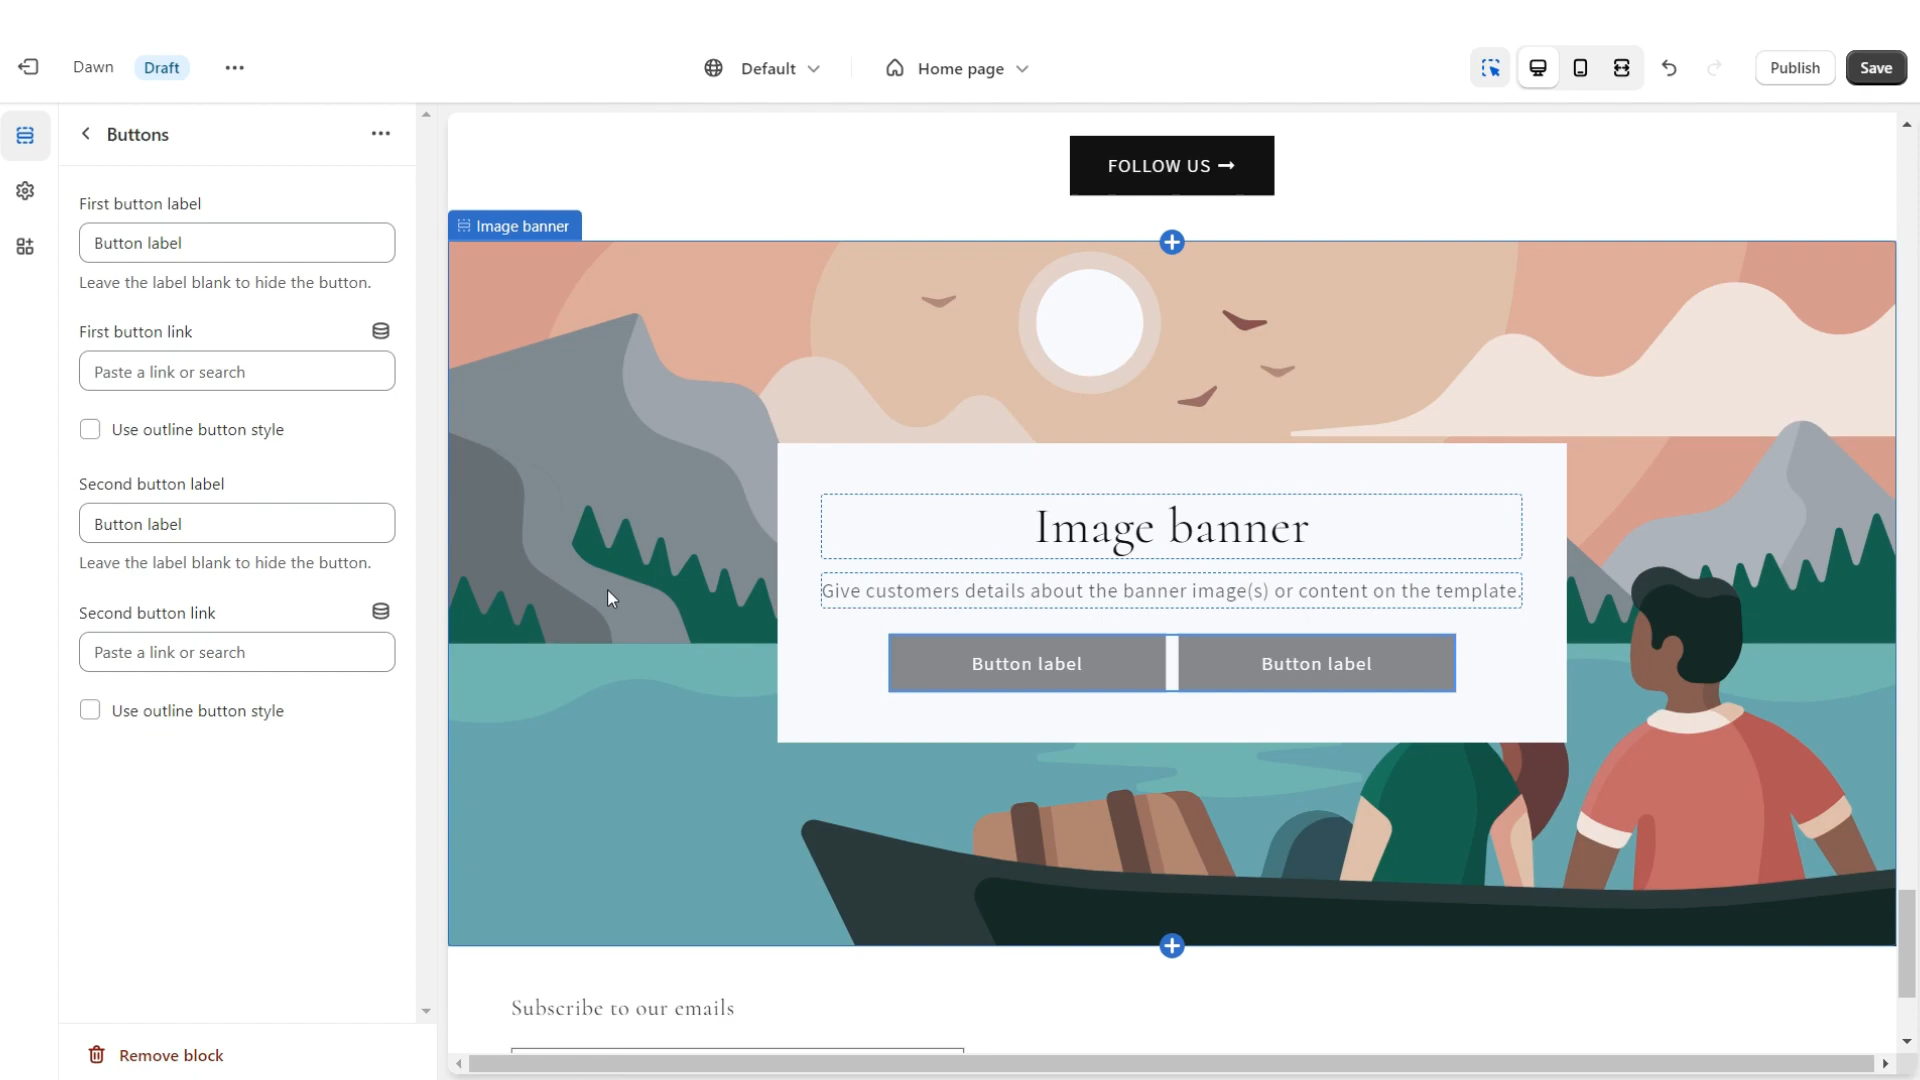 Dawn
Draft
Default
Home page
Publish
Save
Buttons
First button label
Button label
Leave the label blank to hide the button.
First button link
Paste a link or search
Use outline button style
Second button label
Button label
Leave the label blank to hide the button.
Second button link
Paste a link or search
Use outline button style
Remove block
FOLLOW US →
Image banner
Image banner
Give customers details about the banner image(s) or content on the template.
Button label
Button label
Subscribe to our emails